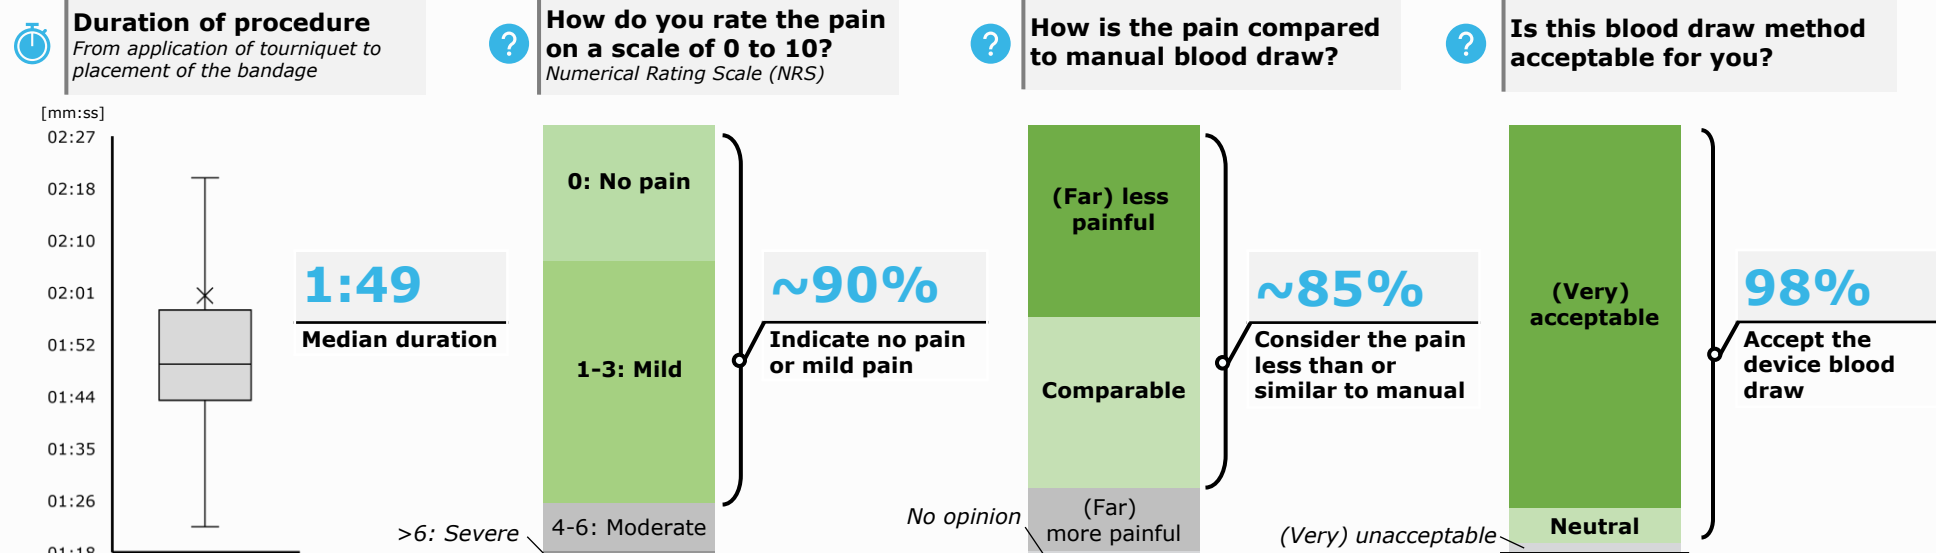 Duration of procedure
From application of tourniquet to
placement of the bandage
[mm:ss]
02:27
02:18
02:10
02:01
01:52
01:44
01:35
01:26
01:18
1:49
Median duration
?
How do you rate the pain
on a scale of 0 to 10?
Numerical Rating Scale (NRS)
0: No pain
1-3: Mild
4-6: Moderate
>6: Severe
~90%
Indicate no pain
or mild pain
?
How is the pain compared
to manual blood draw?
(Far) less
painful
Comparable
(Far)
more painful
No opinion
~85%
Consider the pain
less than or
similar to manual
?
Is this blood draw method
acceptable for you?
(Very)
acceptable
Neutral
(Very) unacceptable
98%
Accept the
device blood
draw